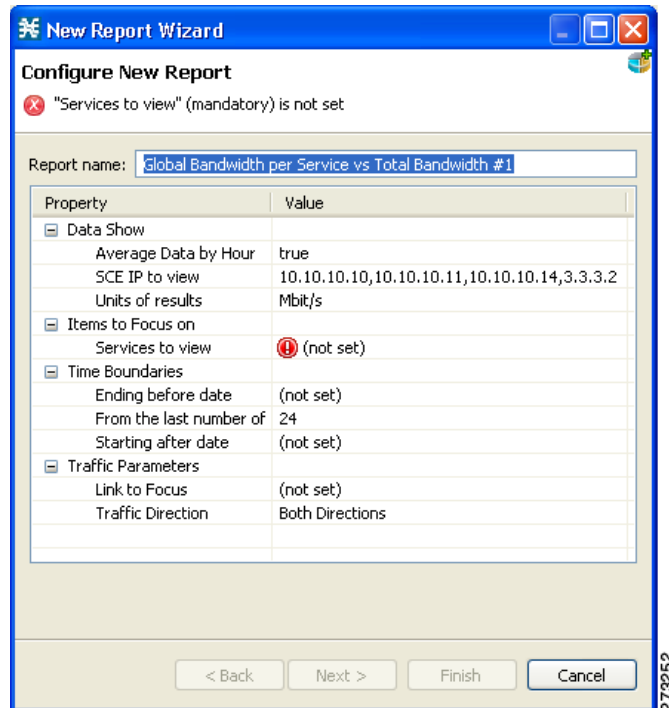 New Report Wizard
Configure New Report
"Services to view" (mandatory) is not set
Report name: Global Bandwidth per Service vs Total Bandwidth #1
Property Value
Data Show
Average Data by Hour true
SCE IP to view 10.10.10.10,10.10.10.11,10.10.10.14,3.3.3.2
Units of results Mbit/s
Items to Focus on
Services to view (not set)
Time Boundaries
Ending before date (not set)
From the last number of 24
Starting after date (not set)
Traffic Parameters
Link to Focus (not set)
Traffic Direction Both Directions
< Back Next > Finish Cancel
273252